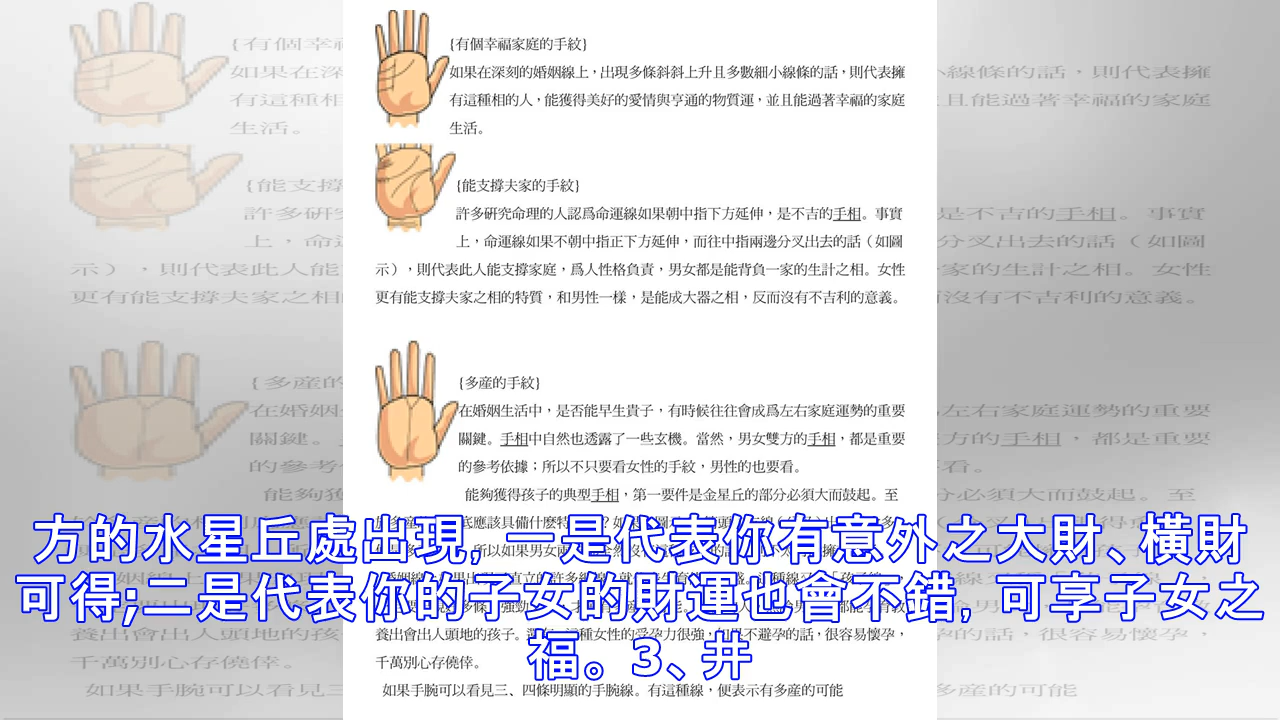 {有個幸福家庭的手紋}
如果在深刻的婚姻線上，出現多條斜斜上升且多數細小線條的話，則代表擁
有這種相的人，能獲得美好的愛情與亨通的物質運，並且能過著幸福的家庭
生活。
{能支撐夫家的手紋}
許多研究命理的人認爲命運線如果朝中指下方延伸，是不吉的手相。事實
上，命運線如果不朝中指正下方延伸，而往中指兩邊分叉出去的話（如圖
示），則代表此人能支撐家庭，爲人性格負責，男女都是能背負一家的生計之相。女性
更有能支撐夫家之相的特質，和男性一樣，是能成大器之相，反而沒有不吉利的意義。
{多産的手紋}
在婚姻生活中，是否能早生貴子，有時候往往會成爲左右家庭運勢的重要
關鍵。手相中自然也透露了一些玄機。當然，男女雙方的手相，都是重要
的參考依據；所以不只要看女性的手紋，男性的也要看。
能夠獲得孩子的典型手相，第一要件是金星丘的部分必須大而鼓起。至
方的水星丘處出現, 一是代表你有意外之大財、橫財
可得;二是代表你的子女的財運也會不錯, 可享子女之
福。3、井
養出會出人頭地的孩子。
的受孕力很強，如果不避孕的話，很容易懷孕，
千萬別心存僥倖。
如果手腕可以看見三、四條明顯的手腕線。有這種線，便表示有多産的可能